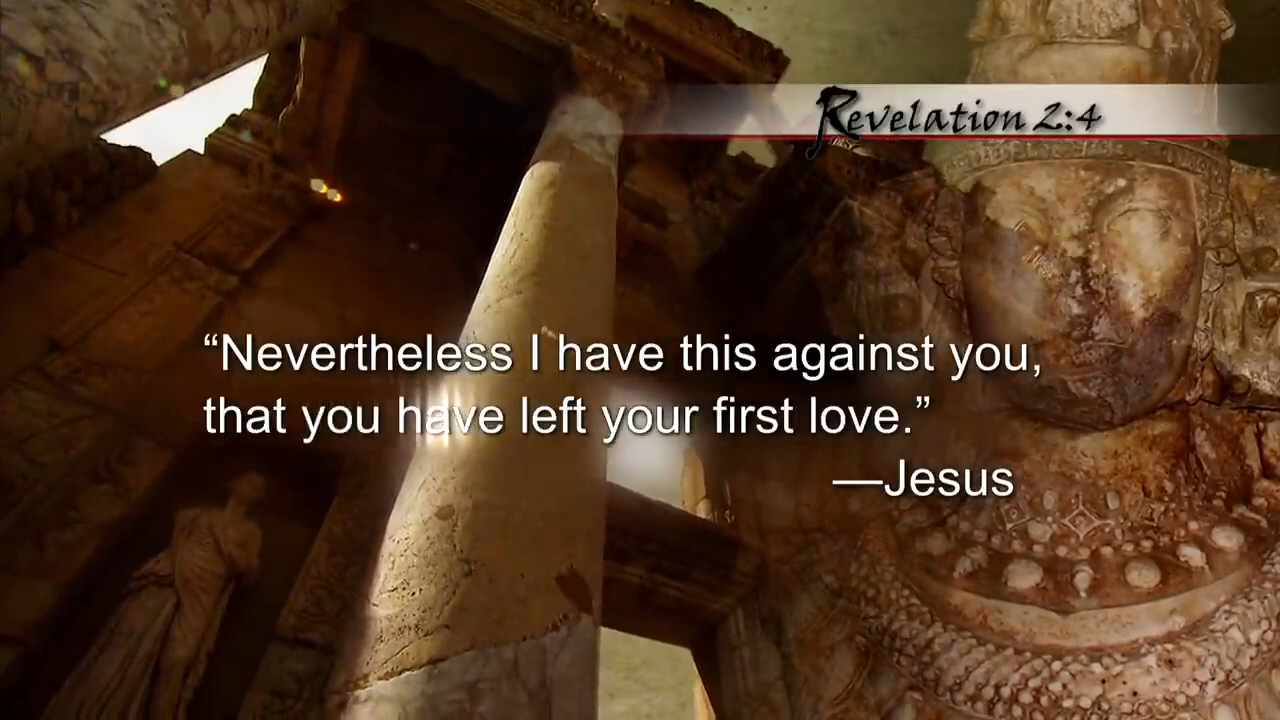 Revelation 2:4
“Nevertheless I have this against you,
that you have left your first love.”
—Jesus